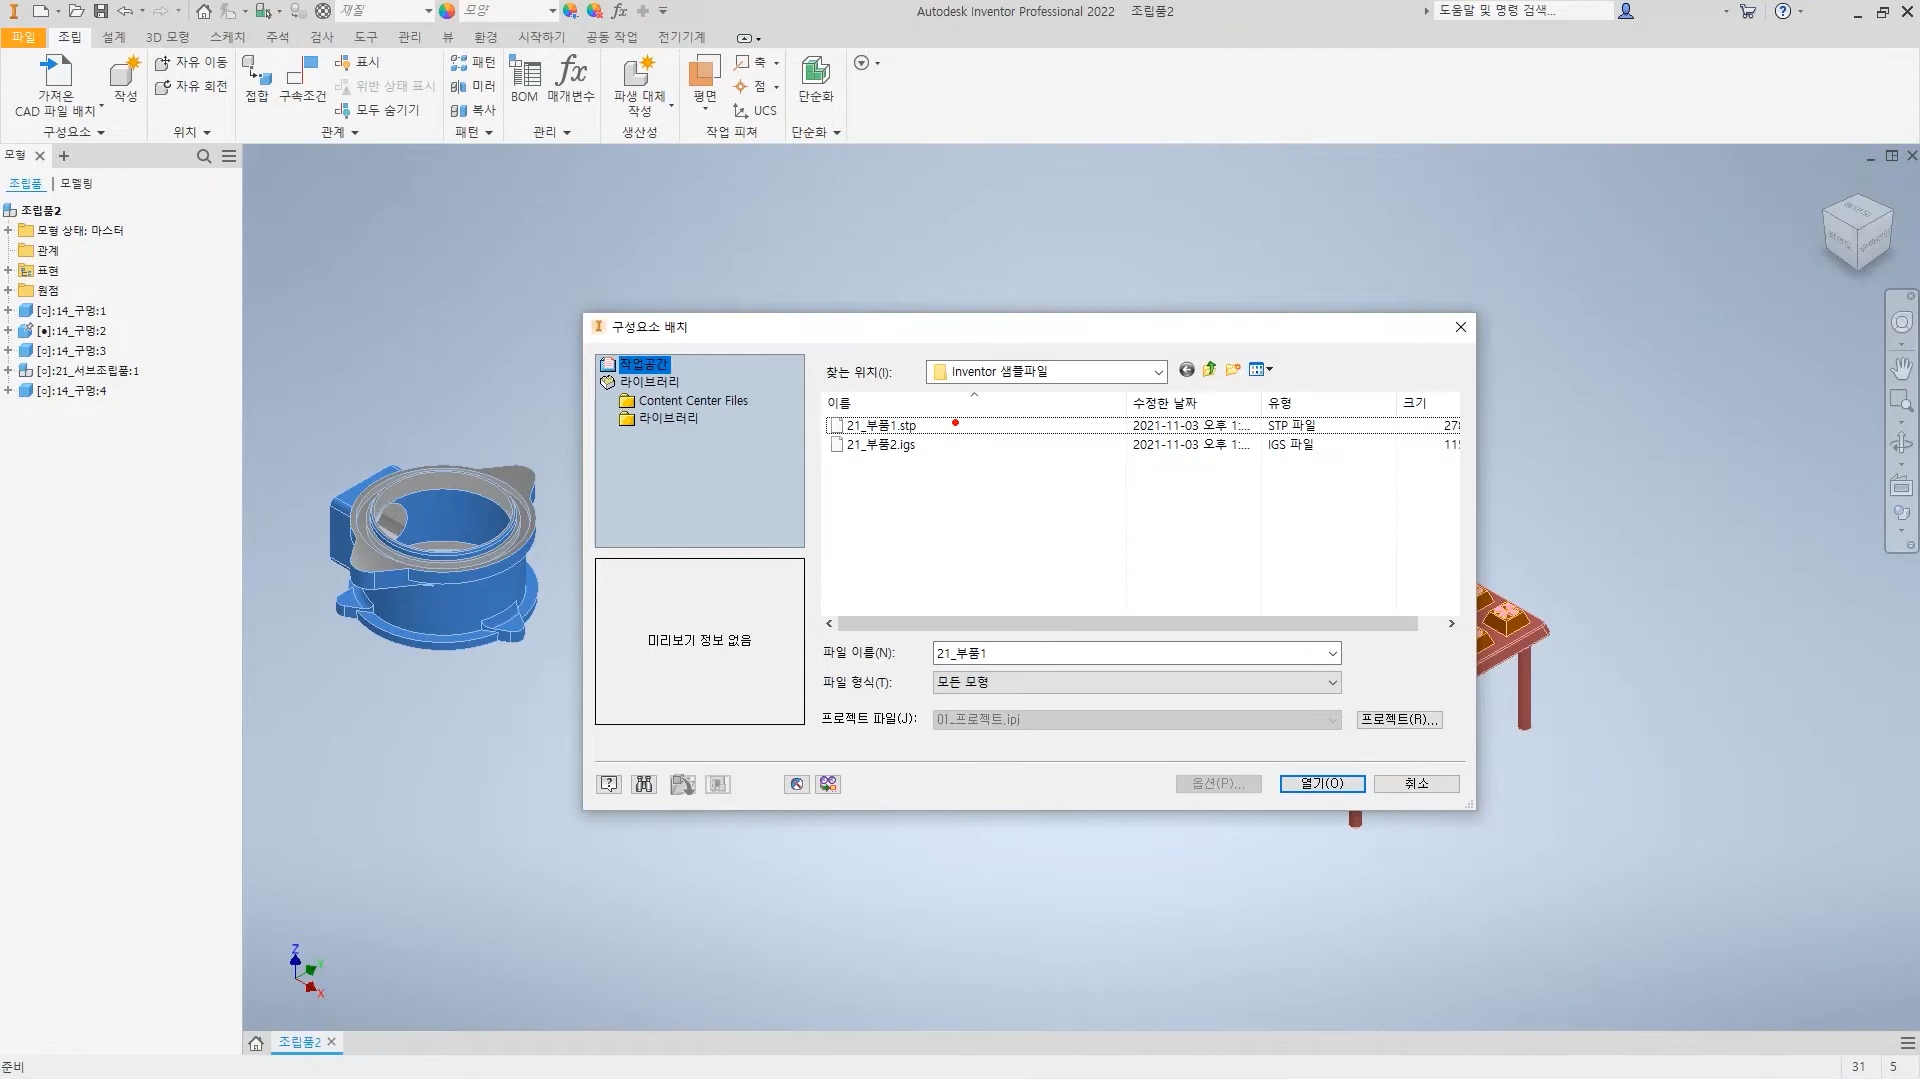 재질
모양
fx
Autodesk Inventor Professional 2022 조립품2
도움말 및 명령 검색...
파일 조립 설계 3D 모형 스케치 주석 검사 도구 관리 뷰 환경 시작하기 공동 작업 전기기계
가져온
CAD 파일 배치
작성
자유 이동
자유 회전
접합
구속조건
표시
위반 상태 표시
모두 숨기기
패턴
미러
복사
BOM
fx
매개변수
파생 대체
작성
평면
축
점
UCS
단순화
구성요소
위치
관계
패턴
관리
생산성
작업 피쳐
단순화
모형
조립품 | 모델링
조립품2
모형 상태: 마스터
관계
표현
원점
[○]:14_구멍:1
[●]:14_구멍:2
[○]:14_구멍:3
[○]:21_서브조립품:1
[○]:14_구멍:4
구성요소 배치
작업공간
라이브러리
Content Center Files
라이브러리
찾는 위치(I):
Inventor 샘플파일
이름 수정한 날짜 유형 크기
21_부품1.stp 2021-11-03 오후 1:... STP 파일 278
21_부품2.igs 2021-11-03 오후 1:... IGS 파일
미리보기 정보 없음
파일 이름(N): 21_부품1
파일 형식(T): 모든 모형
프로젝트 파일(J): 01_프로젝트.ipj 프로젝트(R)...
옵션(P)... 열기(O) 취소
Z
Y
X
조립품2
준비
31 5